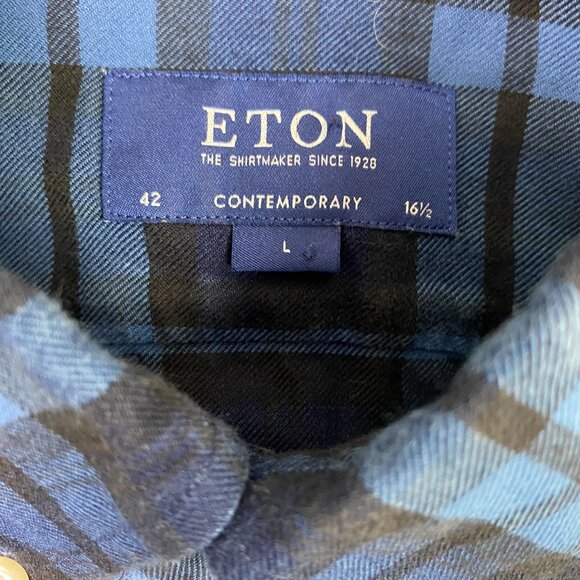 ETON
THE SHIRTMAKER SINCE 1928
42 CONTEMPORARY 16½
L